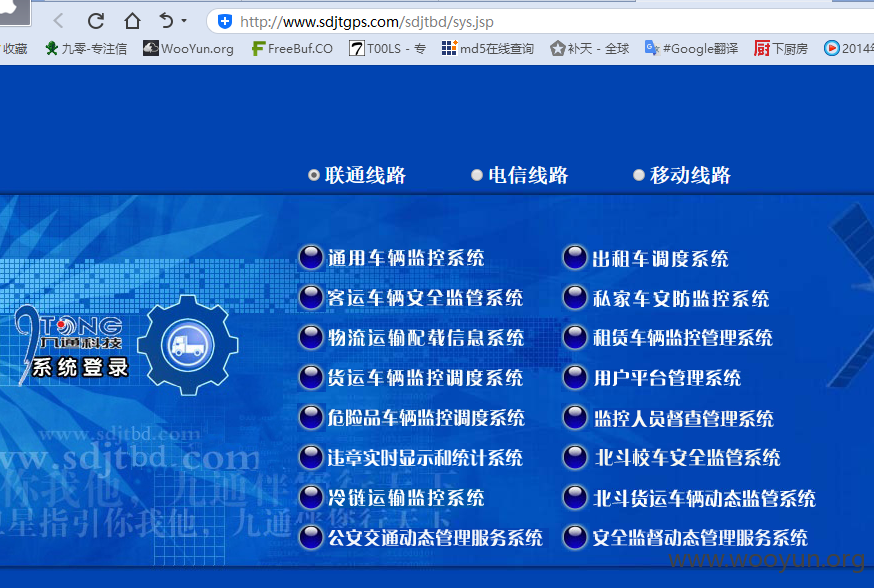 http://www.sdjtgps.com/sdjtbd/sys.jsp
收藏 九零-专注信 WooYun.org FreeBuf.CO T00LS - 专 md5在线查询 补天 - 全球 #Google翻译 下厨房 2014年
联通线路 电信线路 移动线路
通用车辆监控系统 出租车调度系统
客运车辆安全监管系统 私家车安防监控系统
物流运输配载信息系统 租赁车辆监控管理系统
货运车辆监控调度系统 用户平台管理系统
危险品车辆监控调度系统 监控人员督查管理系统
违章实时显示和统计系统 北斗校车安全监管系统
冷链运输监控系统 北斗货运车辆动态监管系统
公安交通动态管理服务系统 安全监督动态管理服务系统
9TONG
九通科技
系统登录
www.sdjtbd.com
www.sdjtbd.com
你我他；九通伴
星指引你我他，九通伴您行天下
www.wooyun.org